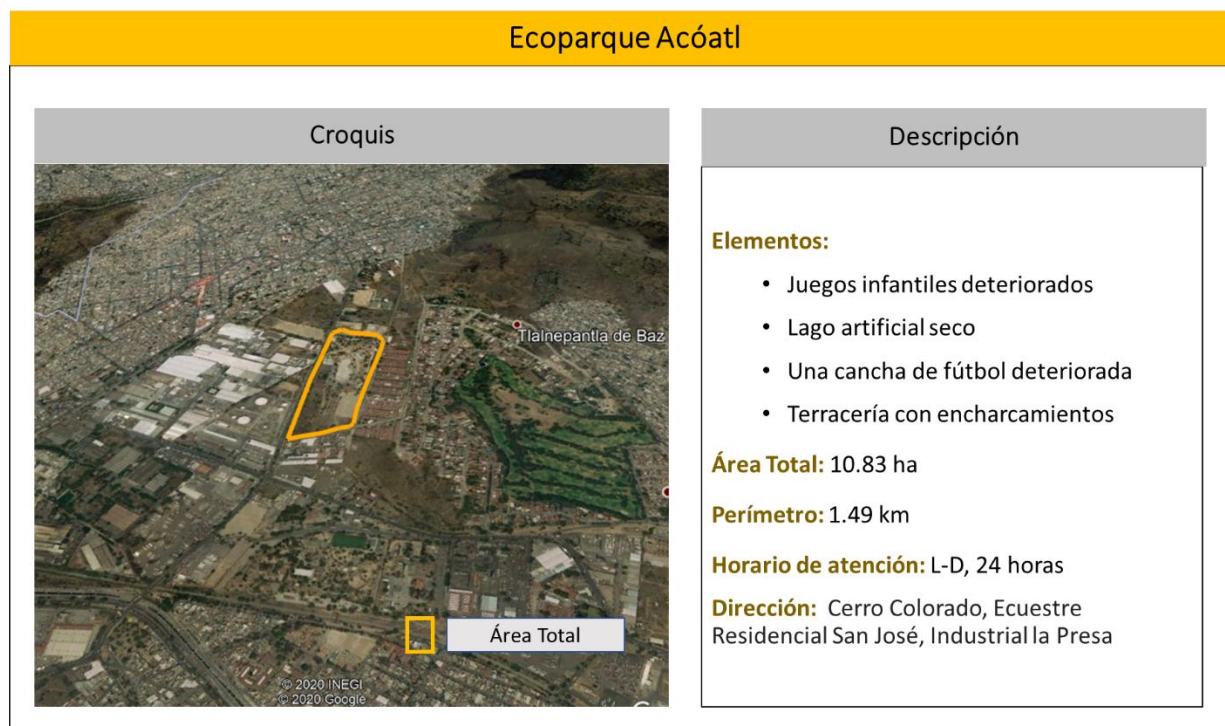 Ecoparque Acóatl
Croquis
Tlalnepantla de Baz
Área Total
© 2020 INEGI
© 2020 Google
Descripción
Elementos:
• Juegos infantiles deteriorados
• Lago artificial seco
• Una cancha de fútbol deteriorada
• Terracería con encharcamientos
Área Total: 10.83 ha
Perímetro: 1.49 km
Horario de atención: L-D, 24 horas
Dirección: Cerro Colorado, Ecuestre
Residencial San José, Industrial la Presa